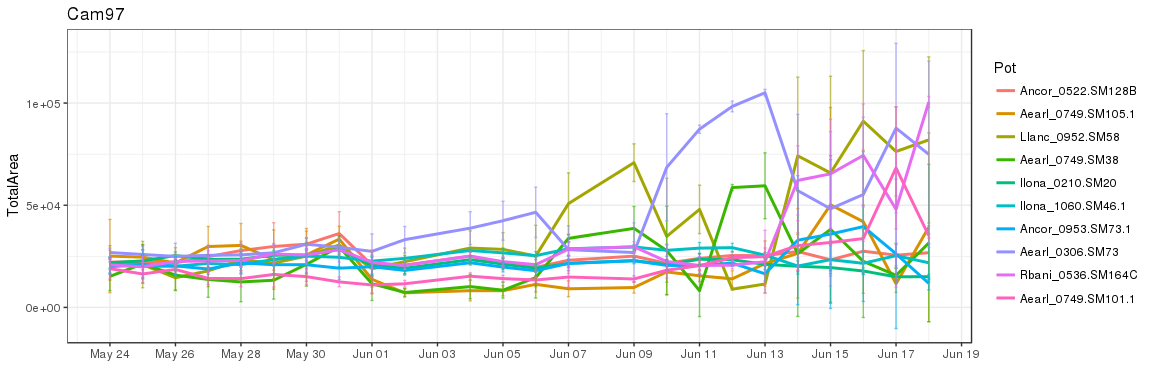 Cam97
TotalArea
1e+05
5e+04
0e+00
May 24 May 26 May 28 May 30 Jun 01 Jun 03 Jun 05 Jun 07 Jun 09 Jun 11 Jun 13 Jun 15 Jun 17 Jun 19
Pot
Ancor_0522.SM128B
Aearl_0749.SM105.1
Llanc_0952.SM58
Aearl_0749.SM38
Ilona_0210.SM20
Ilona_1060.SM46.1
Ancor_0953.SM73.1
Aearl_0306.SM73
Rbani_0536.SM164C
Aearl_0749.SM101.1